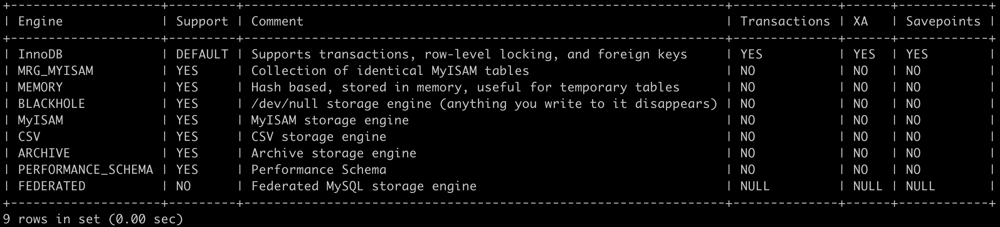 +--------------------+---------+----------------------------------------------------------------+--------------+------+------------+
| Engine             | Support | Comment                                                        | Transactions | XA   | Savepoints |
+--------------------+---------+----------------------------------------------------------------+--------------+------+------------+
| InnoDB             | DEFAULT | Supports transactions, row-level locking, and foreign keys     | YES          | YES  | YES        |
| MRG_MYISAM         | YES     | Collection of identical MyISAM tables                          | NO           | NO   | NO         |
| MEMORY             | YES     | Hash based, stored in memory, useful for temporary tables      | NO           | NO   | NO         |
| BLACKHOLE          | YES     | /dev/null storage engine (anything you write to it disappears) | NO           | NO   | NO         |
| MyISAM             | YES     | MyISAM storage engine                                          | NO           | NO   | NO         |
| CSV                | YES     | CSV storage engine                                             | NO           | NO   | NO         |
| ARCHIVE            | YES     | Archive storage engine                                         | NO           | NO   | NO         |
| PERFORMANCE_SCHEMA | YES     | Performance Schema                                             | NO           | NO   | NO         |
| FEDERATED          | NO      | Federated MySQL storage engine                                 | NULL         | NULL | NULL       |
+--------------------+---------+----------------------------------------------------------------+--------------+------+------------+
9 rows in set (0.00 sec)